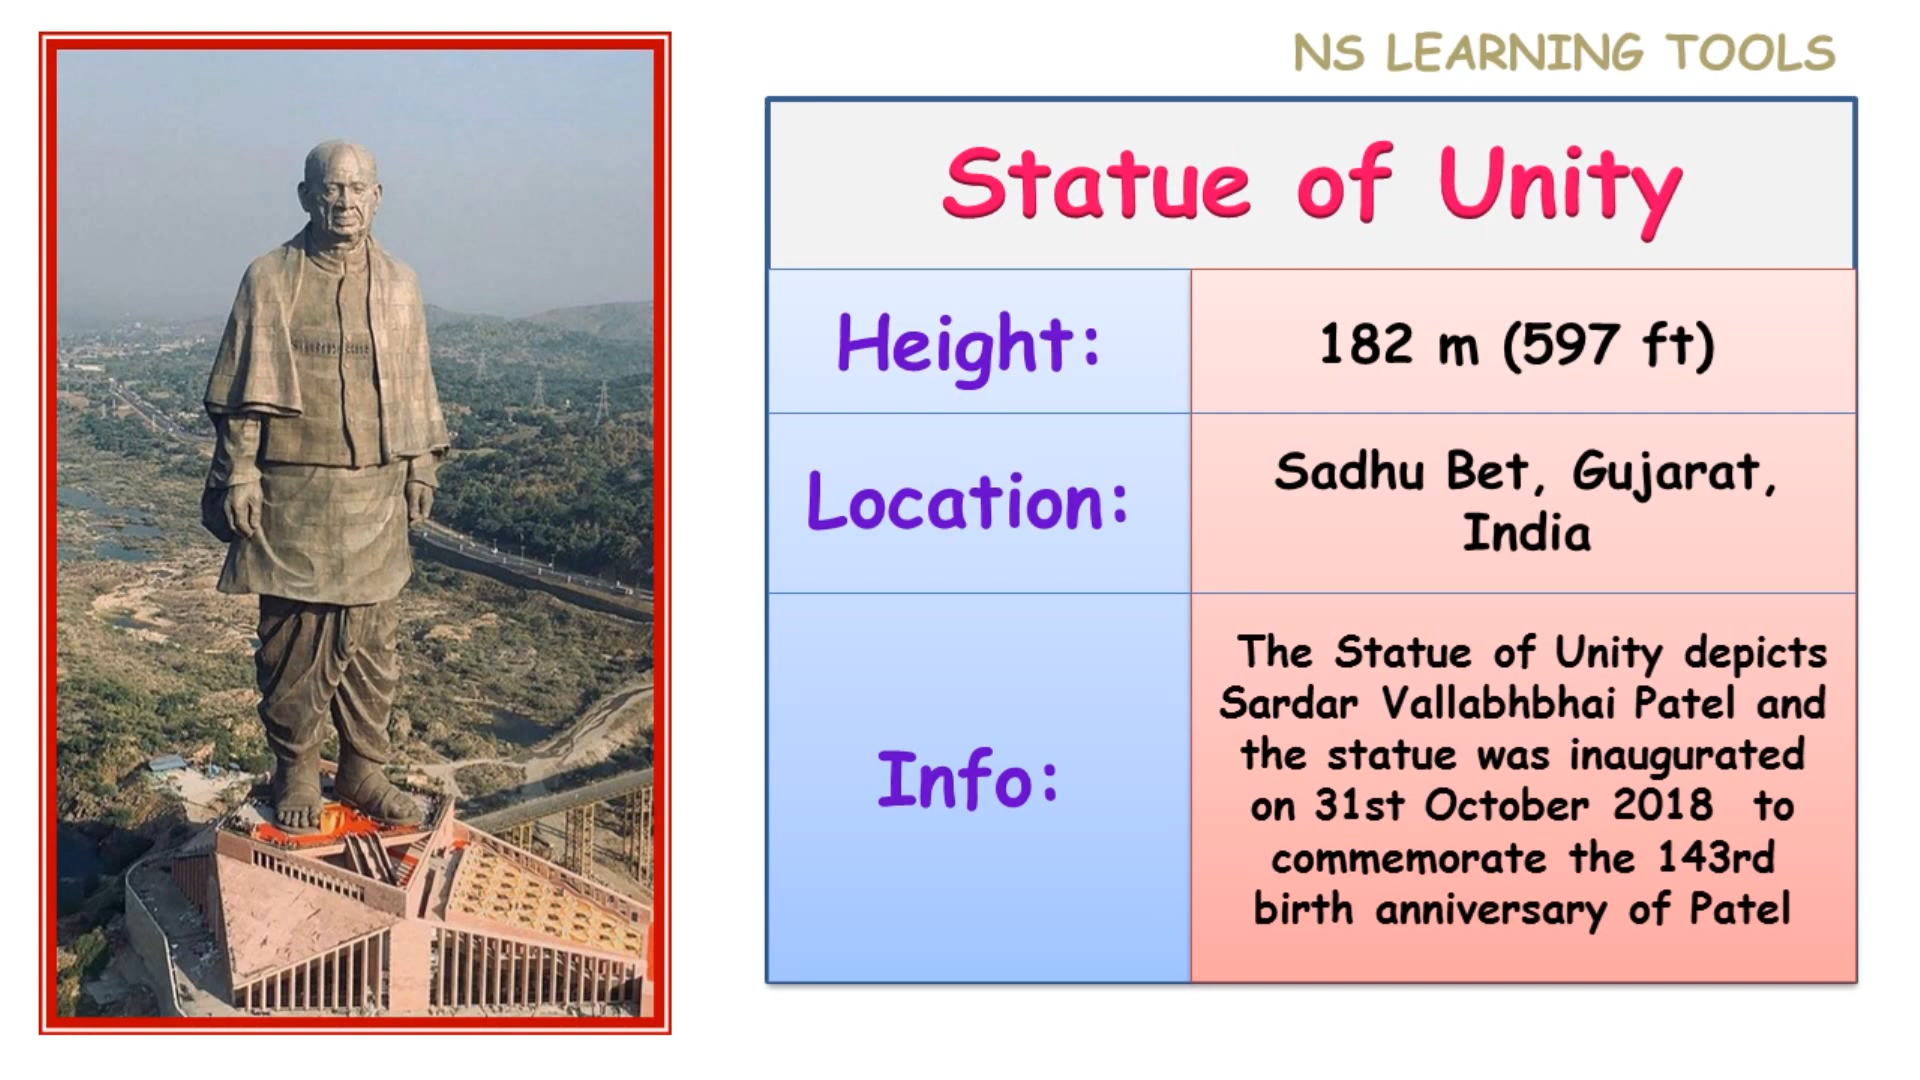 NS LEARNING TOOLS
Statue of Unity
Height:
182 m (597 ft)
Location:
Sadhu Bet, Gujarat,
India
Info:
The Statue of Unity depicts
Sardar Vallabhbhai Patel and
the statue was inaugurated
on 31st October 2018 to
commemorate the 143rd
birth anniversary of Patel